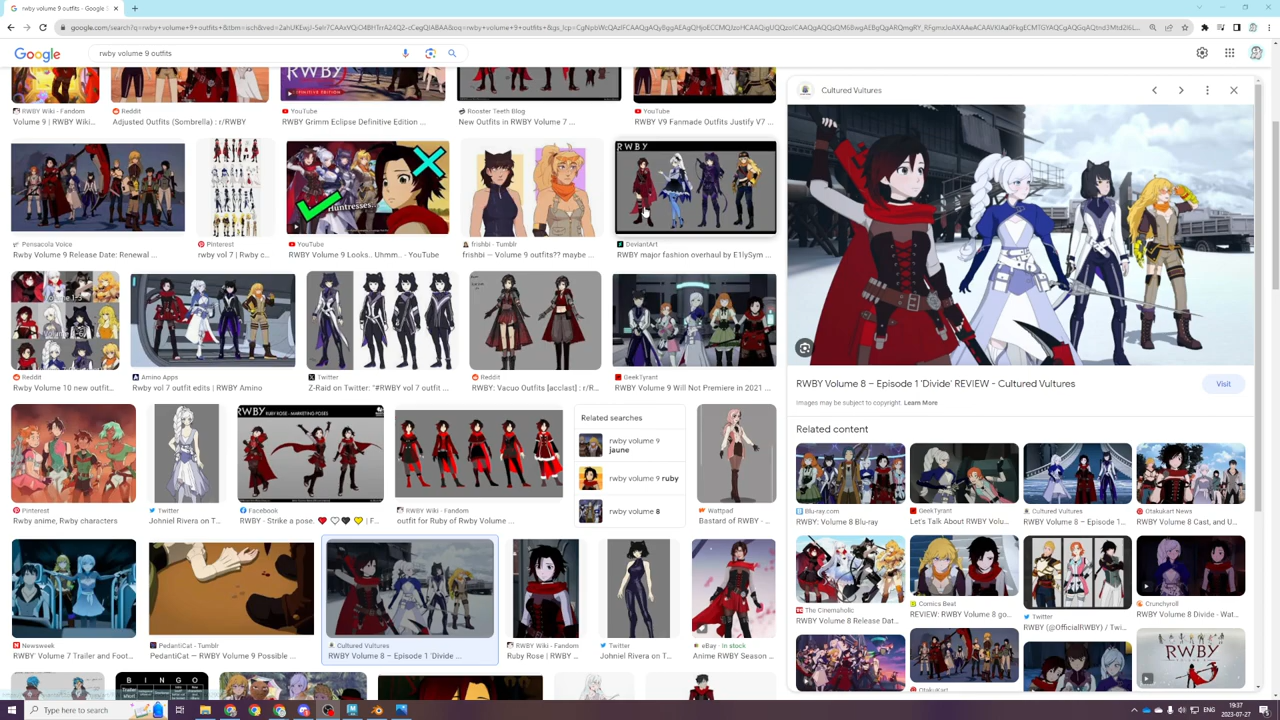 rwby volume 9 outfits - Google S
google.com/search?q=rwby+volume+9+outfits
Google
rwby volume 9 outfits
RWBY Wiki - Fandom
Volume 9 | RWBY Wiki...
Reddit
Adjusted Outfits (Sombrella) : r/RWBY
YouTube
RWBY Grimm Eclipse Definitive Edition ...
Rooster Teeth Blog
New Outfits in RWBY Volume 7 ...
YouTube
RWBY V9 Fanmade Outfits Justify V7 ...
RWBY
Huntresses!
Pensacola Voice
RWBY Volume 9 Release Date: Renewal ...
Pinterest
rwby vol 7 | Rwby c...
YouTube
RWBY Volume 9 Looks.. Uhmm.. - YouTube
frishbi - Tumblr
frishbi — Volume 9 outfits?? maybe ...
DeviantArt
RWBY major fashion overhaul by E1lySym ...
Reddit
Rwby Volume 10 new outfit...
Amino Apps
Rwby vol 7 outfit edits | RWBY Amino
Twitter
Z-Raid on Twitter: "#RWBY vol 7 outfit ...
Reddit
RWBY: Vacuo Outfits [acclast] : r/R...
GeekTyrant
RWBY Volume 9 Will Not Premiere in 2021 ...
RWBY
RUBY ROSE - MARKETING POSES
Related searches
rwby volume 9
jaune
rwby volume 9 ruby
rwby volume 8
Pinterest
Rwby anime, Rwby characters
Twitter
Johniel Rivera on T...
Facebook
RWBY - Strike a pose. | F...
RWBY Wiki - Fandom
outfit for Ruby of Rwby Volume ...
Wattpad
Bastard of RWBY - ...
Newsweek
'RWBY' Volume 7 Trailer and Foot...
PedantiCat - Tumblr
PedantiCat — RWBY Volume 9 Possible ...
Cultured Vultures
RWBY Volume 8 – Episode 1 'Divide ...
RWBY Wiki - Fandom
Ruby Rose | RWBY ...
Twitter
Johniel Rivera on T...
eBay · In stock
Anime RWBY Season ...
BINGO
Cultured Vultures
RWBY Volume 8 – Episode 1 'Divide' REVIEW - Cultured Vultures
Visit
Images may be subject to copyright. Learn More
Related content
Blu-ray.com
RWBY: Volume 8 Blu-ray
GeekTyrant
Let's Talk About RWBY Volu...
Cultured Vultures
RWBY Volume 8 – Episode 1...
Otakukart News
RWBY Volume 8 Cast, and U...
The Cinemaholic
RWBY Volume 8 Release Dat...
Comics Beat
REVIEW: RWBY Volume 8 go...
Twitter
RWBY (@OfficialRWBY) / Twi...
Crunchyroll
RWBY Volume 8 Divide - Wat...
OtakuKart
RWBY
Type here to search
ENG
19:37
2023-07-27